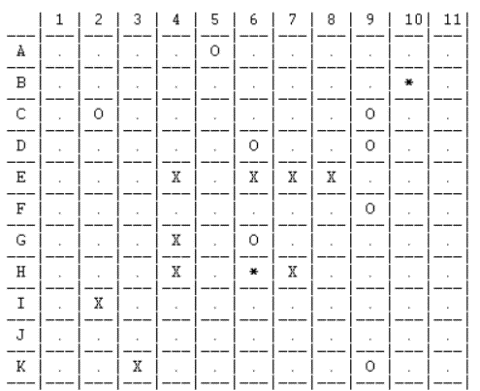 | 1 | 2 | 3 | 4 | 5 | 6 | 7 | 8 | 9 | 10| 11|
A | . | . | . | . | O | . | . | . | . | . | . |
B | . | . | . | . | . | . | . | . | . | * | . |
C | . | O | . | . | . | . | . | . | O | . | . |
D | . | . | . | . | . | O | . | . | O | . | . |
E | . | . | . | X | . | X | X | X | . | . | . |
F | . | . | . | . | . | . | . | . | O | . | . |
G | . | . | . | X | . | O | . | . | . | . | . |
H | . | . | . | X | . | * | X | . | . | . | . |
I | . | X | . | . | . | . | . | . | . | . | . |
J | . | . | . | . | . | . | . | . | . | . | . |
K | . | . | X | . | . | . | . | . | O | . | . |